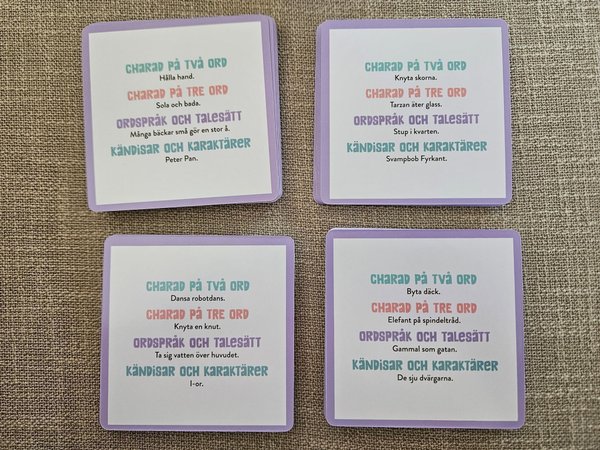 CHARAD PÅ TVÅ ORD
Hålla hand.
CHARAD PÅ TRE ORD
Sola och bada.
ORDSPRÅK OCH TALESÄTT
Många bäckar små gör en stor å.
KÄNDISAR OCH KARAKTÄRER
Peter Pan.
CHARAD PÅ TVÅ ORD
Knyta skorna.
CHARAD PÅ TRE ORD
Tarzan äter glass.
ORDSPRÅK OCH TALESÄTT
Stup i kvarten.
KÄNDISAR OCH KARAKTÄRER
Svampbob Fyrkant.
CHARAD PÅ TVÅ ORD
Dansa robotdans.
CHARAD PÅ TRE ORD
Knyta en knut.
ORDSPRÅK OCH TALESÄTT
Ta sig vatten över huvudet.
KÄNDISAR OCH KARAKTÄRER
I-or.
CHARAD PÅ TVÅ ORD
Byta däck.
CHARAD PÅ TRE ORD
Elefant på spindeltråd.
ORDSPRÅK OCH TALESÄTT
Gammal som gatan.
KÄNDISAR OCH KARAKTÄRER
De sju dvärgarna.